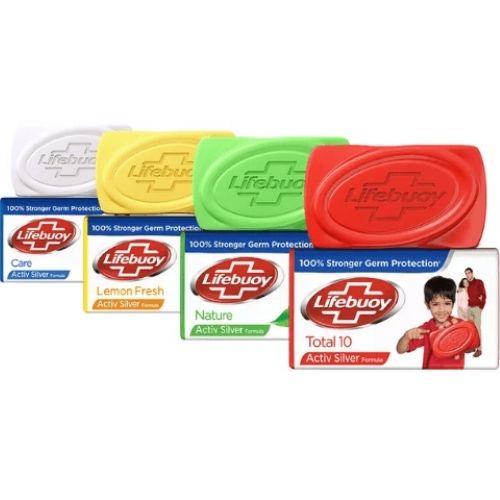 Lifebuoy
100% Stronger Germ Protection
Lifebuoy
Care
Activ Silver Formula
Lifebuoy
100% Stronger Germ Protection
Lifebuoy
Lemon Fresh
Activ Silver Formula
Lifebuoy
100% Stronger Germ Protection
Lifebuoy
Nature
Activ Silver Formula
Lifebuoy
100% Stronger Germ Protection*
Lifebuoy
Total 10
Activ Silver Formula